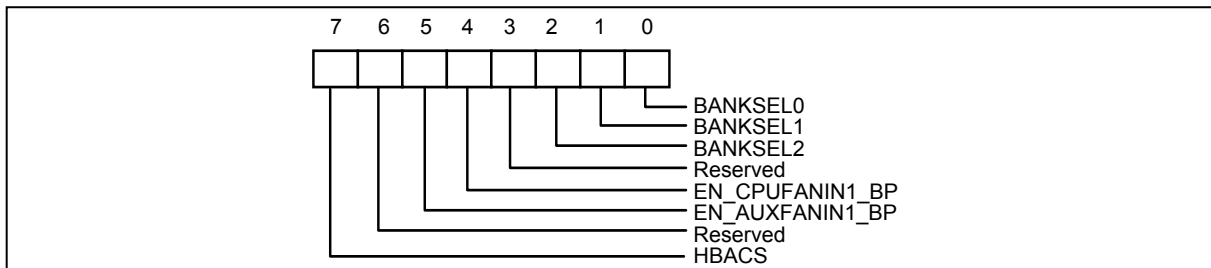 7 6 5 4 3 2 1 0
BANKSEL0
BANKSEL1
BANKSEL2
Reserved
EN_CPUFANIN1_BP
EN_AUXFANIN1_BP
Reserved
HBACS